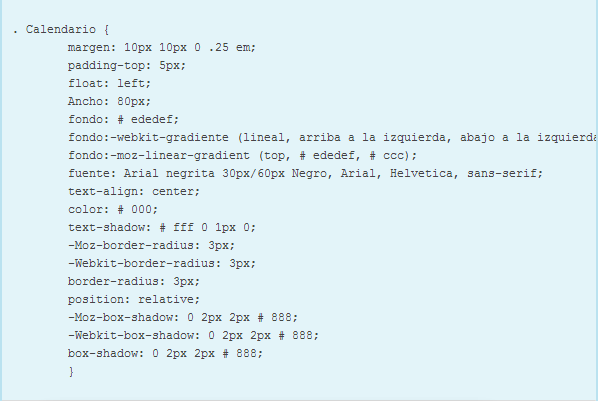 . Calendario {
margen: 10px 10px 0 .25 em;
padding-top: 5px;
float: left;
Ancho: 80px;
fondo: # ededef;
fondo:-webkit-gradiente (lineal, arriba a la izquierda, abajo a la izquierda
fondo:-moz-linear-gradient (top, # ededef, # ccc);
fuente: Arial negrita 30px/60px Negro, Arial, Helvetica, sans-serif;
text-align: center;
color: # 000;
text-shadow: # fff 0 1px 0;
-Moz-border-radius: 3px;
-Webkit-border-radius: 3px;
border-radius: 3px;
position: relative;
-Moz-box-shadow: 0 2px 2px # 888;
-Webkit-box-shadow: 0 2px 2px # 888;
box-shadow: 0 2px 2px # 888;
}